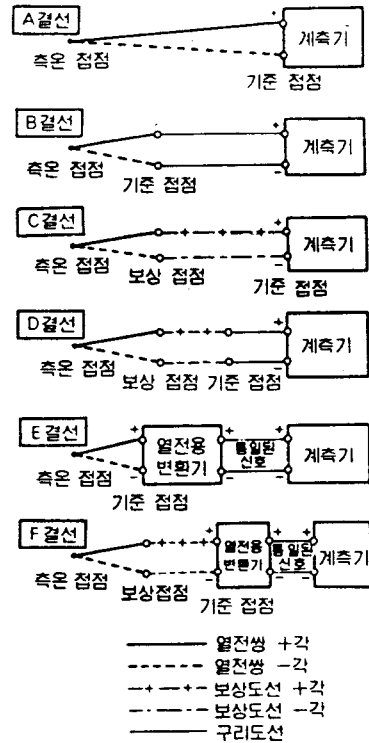 A결선
계측기
측온 접점
기준 접점
B결선
계측기
측온 접점
기준 접점
C결선
계측기
측온 접점
보상 접점
기준 접점
D결선
계측기
측온 접점
보상 접점 기준 접점
E결선
열전용
변환기
통일된
신호
계측기
측온 접점
기준 접점
F결선
열전용
변환기
통일된
신호
계측기
측온 접점
보상접점
기준 접점
열전쌍 +각
열전쌍 -각
보상도선 +각
보상도선 -각
구리도선